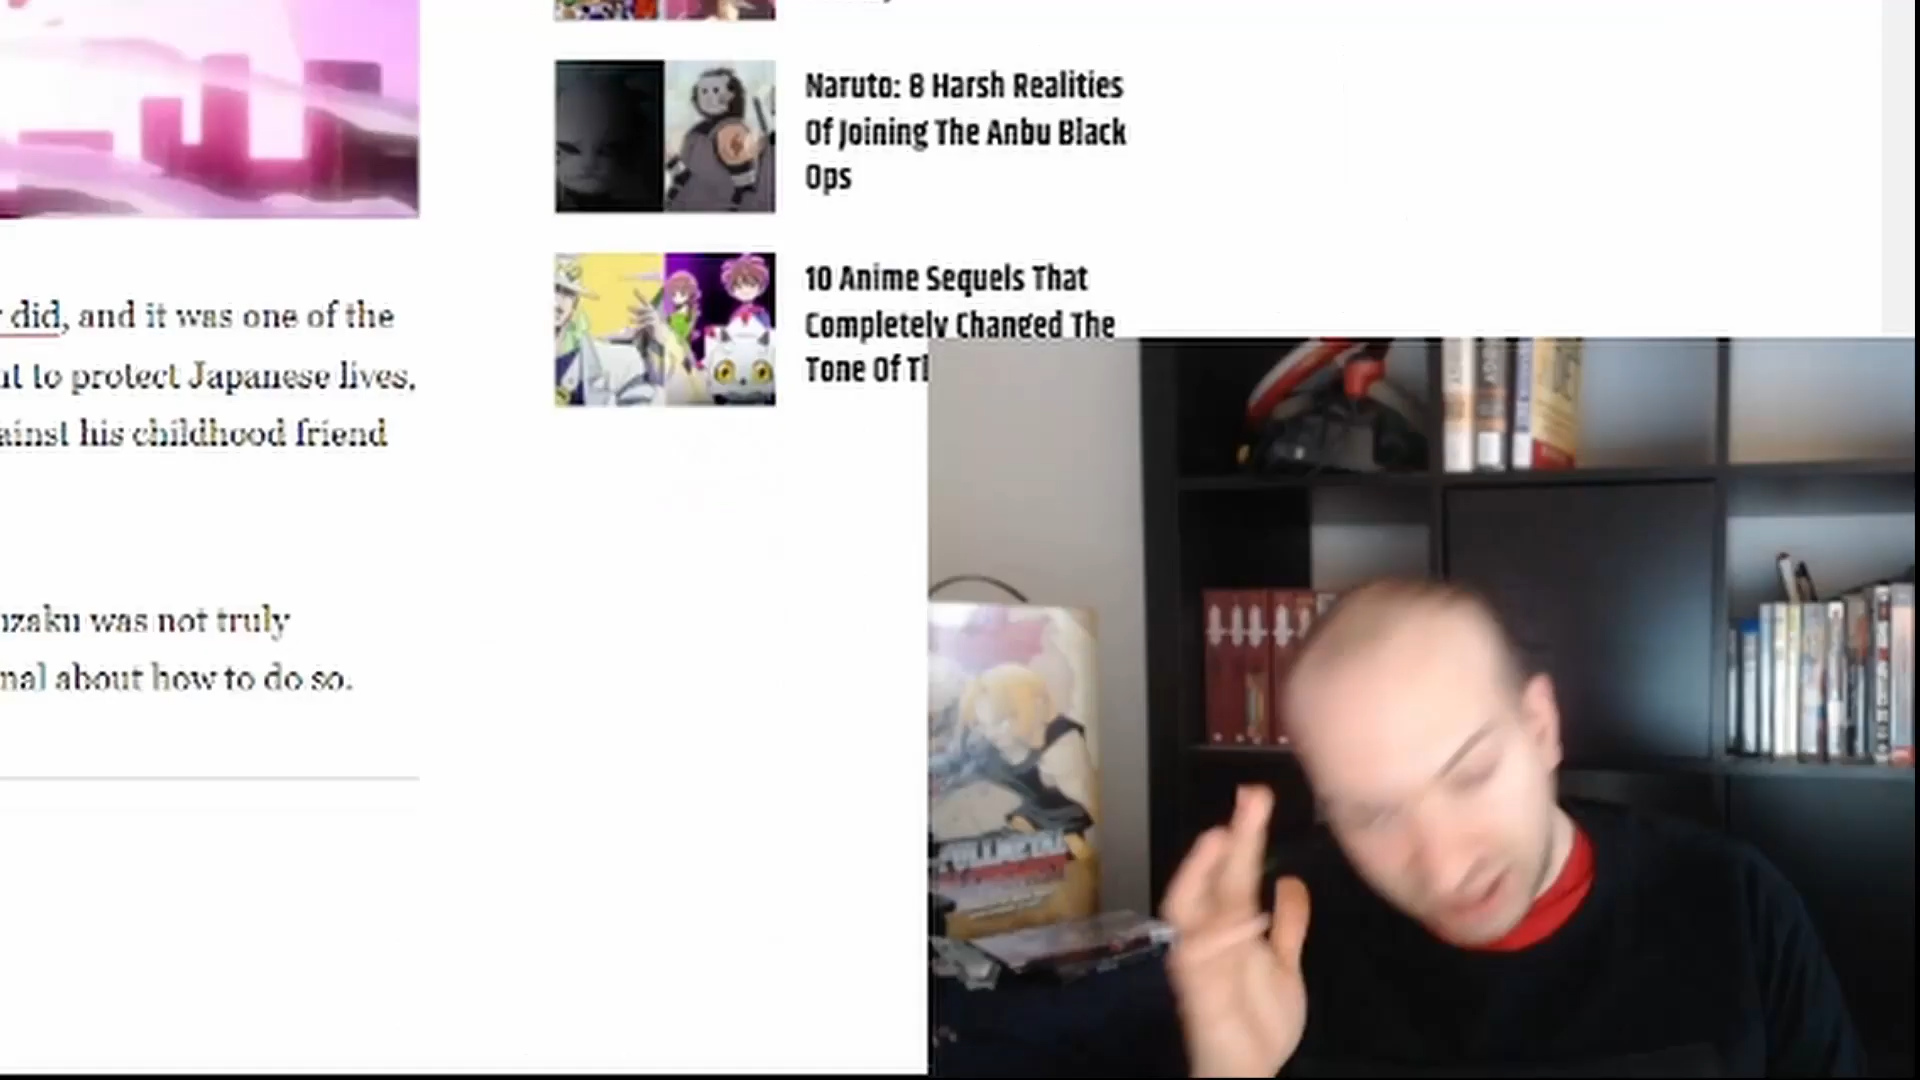 did, and it was one of the
to protect Japanese lives,
his childhood friend
was not truly
about how to do so.
Naruto: 8 Harsh Realities
Of Joining The Anbu Black
Ops
10 Anime Sequels That
Completely Changed The
Tone Of